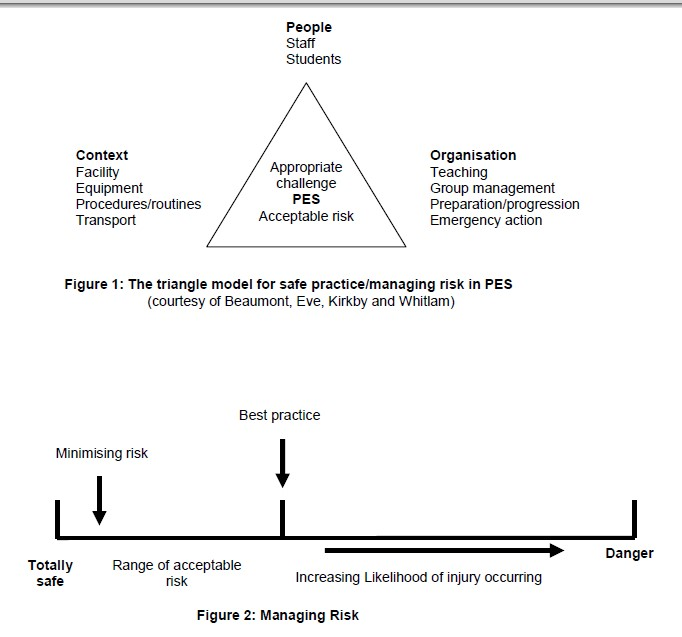 People
Staff
Students
Context
Facility
Equipment
Procedures/routines
Transport
Appropriate
challenge
PES
Acceptable risk
Organisation
Teaching
Group management
Preparation/progression
Emergency action
Figure 1: The triangle model for safe practice/managing risk in PES
(courtesy of Beaumont, Eve, Kirkby and Whitlam)
Best practice
Minimising risk
Totally
safe
Range of acceptable
risk
Increasing Likelihood of injury occurring
Danger
Figure 2: Managing Risk